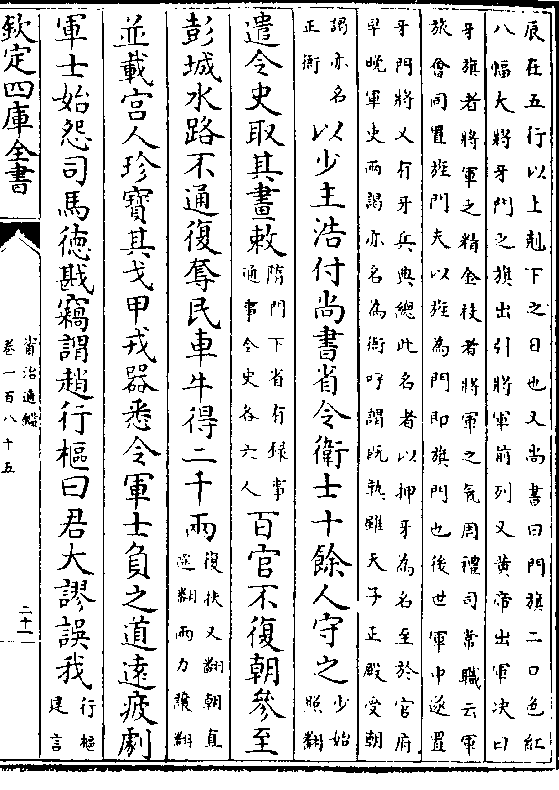 辰在五行以上剋下之日也又尚書曰門旗二口色紅
八幅大將牙門之旗出引將軍前列又黃帝出軍決曰
牙旗者將軍之精金鼓者將軍之氣周禮司常職云軍
旅會同置旌門夫以旌為門即旗門也後世軍中遂置
牙門將又有牙兵典總此名者以押牙為名至於官府
早晚軍吏兩謁亦名為衙呼謂既熟雖天子正殿受朝
謁亦名正衙以少主浩付尚書省令衛士十餘人守之少始照翻
遣令史取其畫敕隋門下省有録事通事令史各六人百官不復朝參至
彭城水路不通復奪民車牛得二千兩復扶又翻朝直遙翻兩力讓翻
並載宫人珍寶其戈甲戎器悉令軍士負之道遠疲劇
軍士始怨司馬徳戡竊謂趙行樞曰君大謬誤我行樞建言
欽定四庫全書
資治通鑑
卷一百八十五
二十一